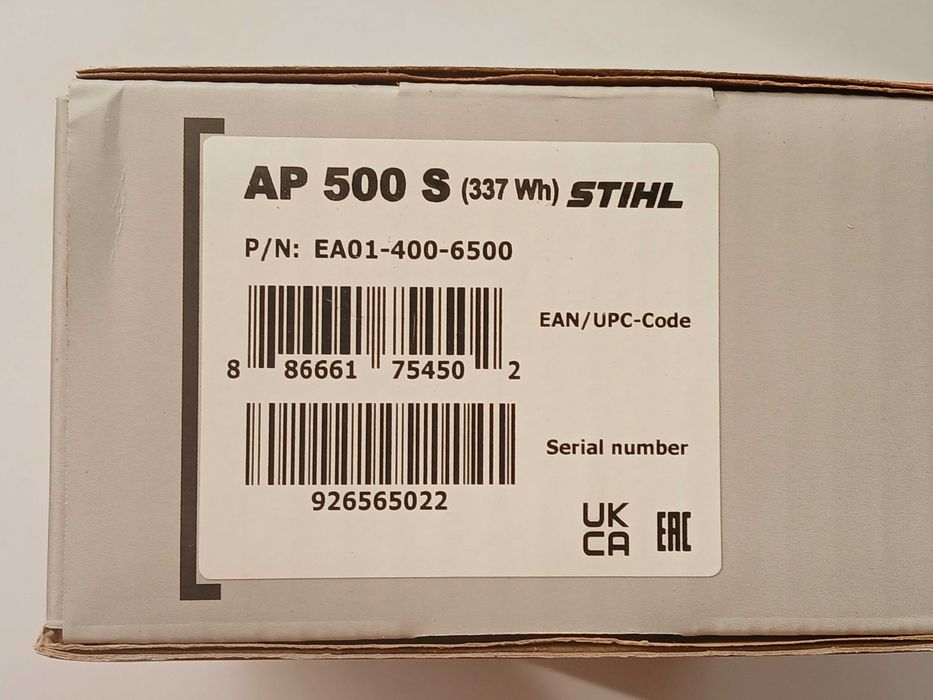 AP 500 S (337 Wh) STIHL
P/N: EA01-400-6500
EAN/UPC-Code
8 86661 75450 2
Serial number
926565022
UK
CA
EAC